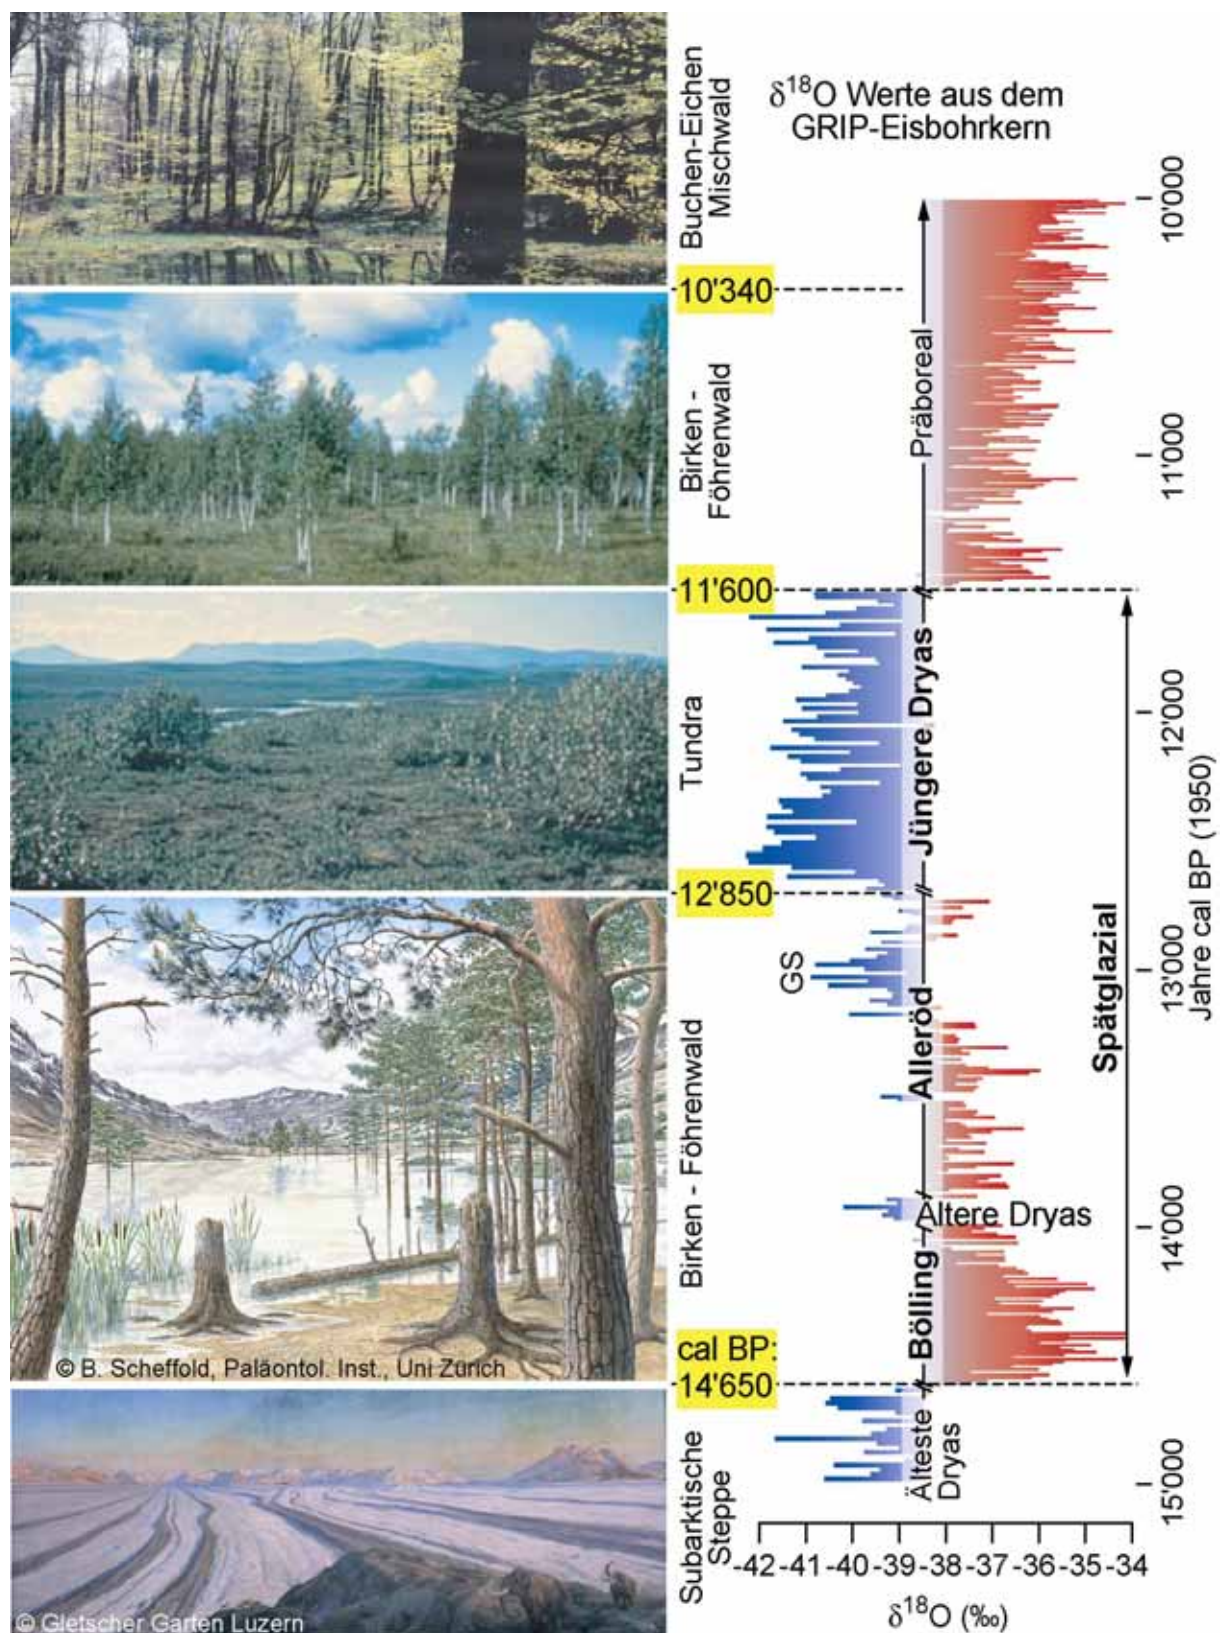 δ18O Werte aus dem
GRIP-Eisbohrkern
Buchen-Eichen
Mischwald
10'340
Birken -
Föhrenwald
11'600
Tundra
12'850
Birken - Föhrenwald
cal BP:
14'650
Subarktische
Steppe
Präboreal
Jüngere Dryas
GS
Alleröd
Ältere Dryas
Bölling
Älteste
Dryas
Spätglazial
10'000
11'000
12'000
13'000
14'000
15'000
Jahre cal BP (1950)
-42 -41 -40 -39 -38 -37 -36 -35 -34
δ18O (‰)
© B. Scheffold, Paläontol. Inst., Uni Zürich
© Gletscher Garten Luzern